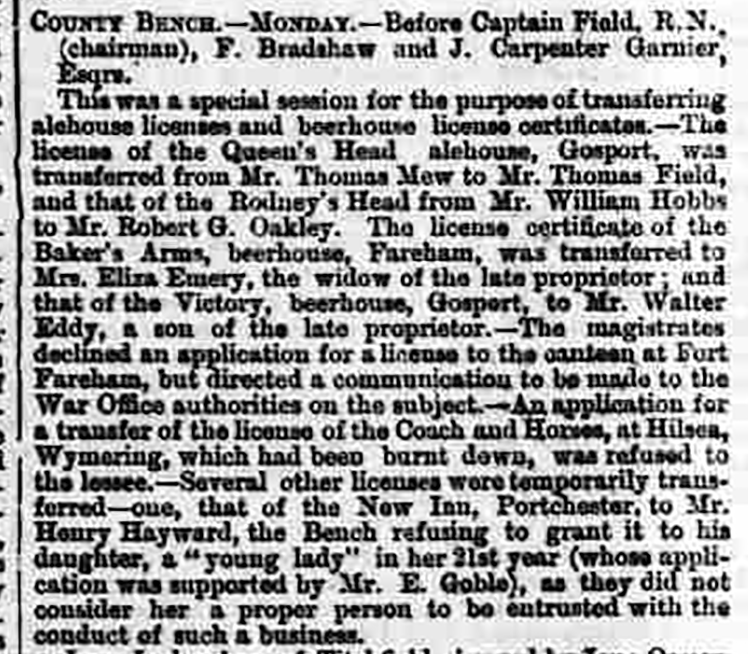 COUNTY BENCH.—MONDAY.—Before Captain Field, R.N.,
(chairman), F. Bradshaw and J. Carpenter Garnier,
Esqrs.
This was a special session for the purpose of transferring
alehouse licenses and beerhouse license certificates.—The
license of the Queen's Head alehouse, Gosport, was
transferred from Mr. Thomas Mew to Mr. Thomas Field,
and that of the Rodney's Head from Mr. William Hobbs
to Mr. Robert G. Oakley. The license certificate of the
Baker's Arms, beerhouse, Fareham, was transferred to
Mrs. Eliza Emery, the widow of the late proprietor; and
that of the Victory, beerhouse, Gosport, to Mr. Walter
Eddy, a son of the late proprietor.—The magistrates
declined an application for a license to the canteen at Fort
Fareham, but directed a communication to be made to the
War Office authorities on the subject.—An application for
a transfer of the license of the Coach and Horses, at Hilsea,
Wymering, which had been burnt down, was refused to
the lessee.—Several other licenses were temporarily trans-
ferred—one, that of the New Inn, Portchester, to Mr.
Henry Hayward, the Bench refusing to grant it to his
daughter, a "young lady" in her 21st year (whose appli-
cation was supported by Mr. E. Goble), as they did not
consider her a proper person to be entrusted with the
conduct of such a business.